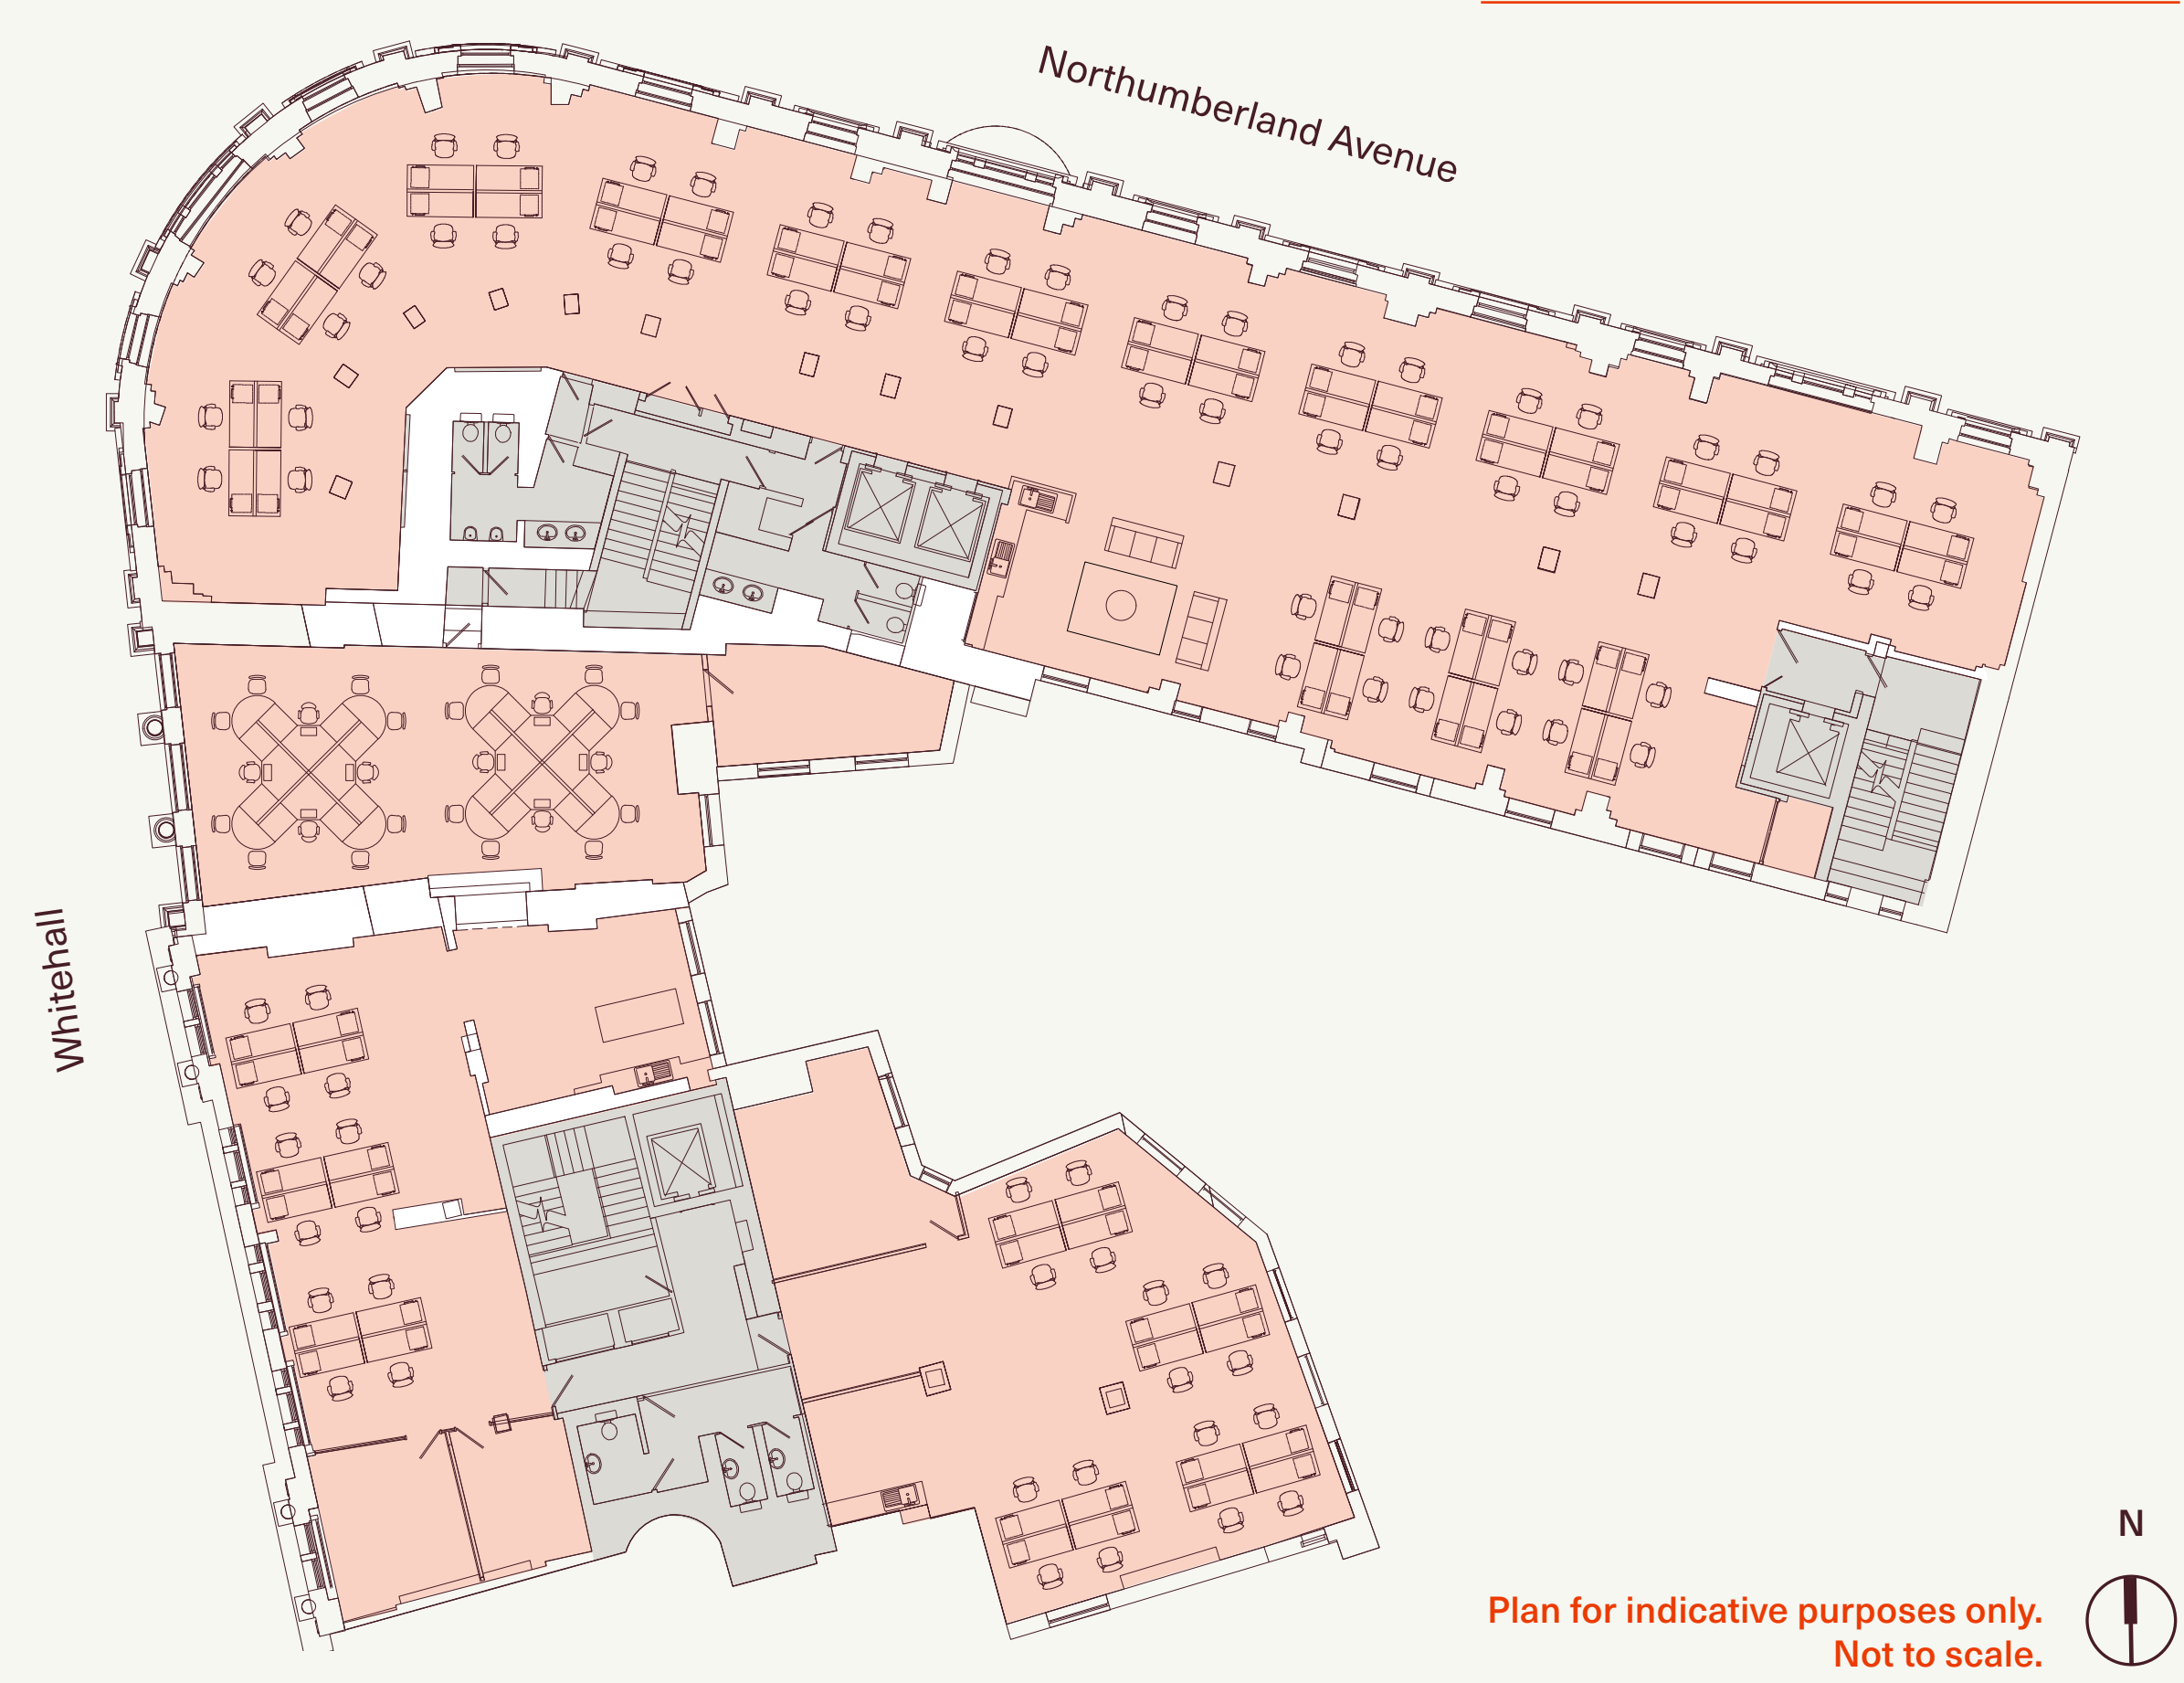 Northumberland Avenue
Whitehall
N
Plan for indicative purposes only.
Not to scale.